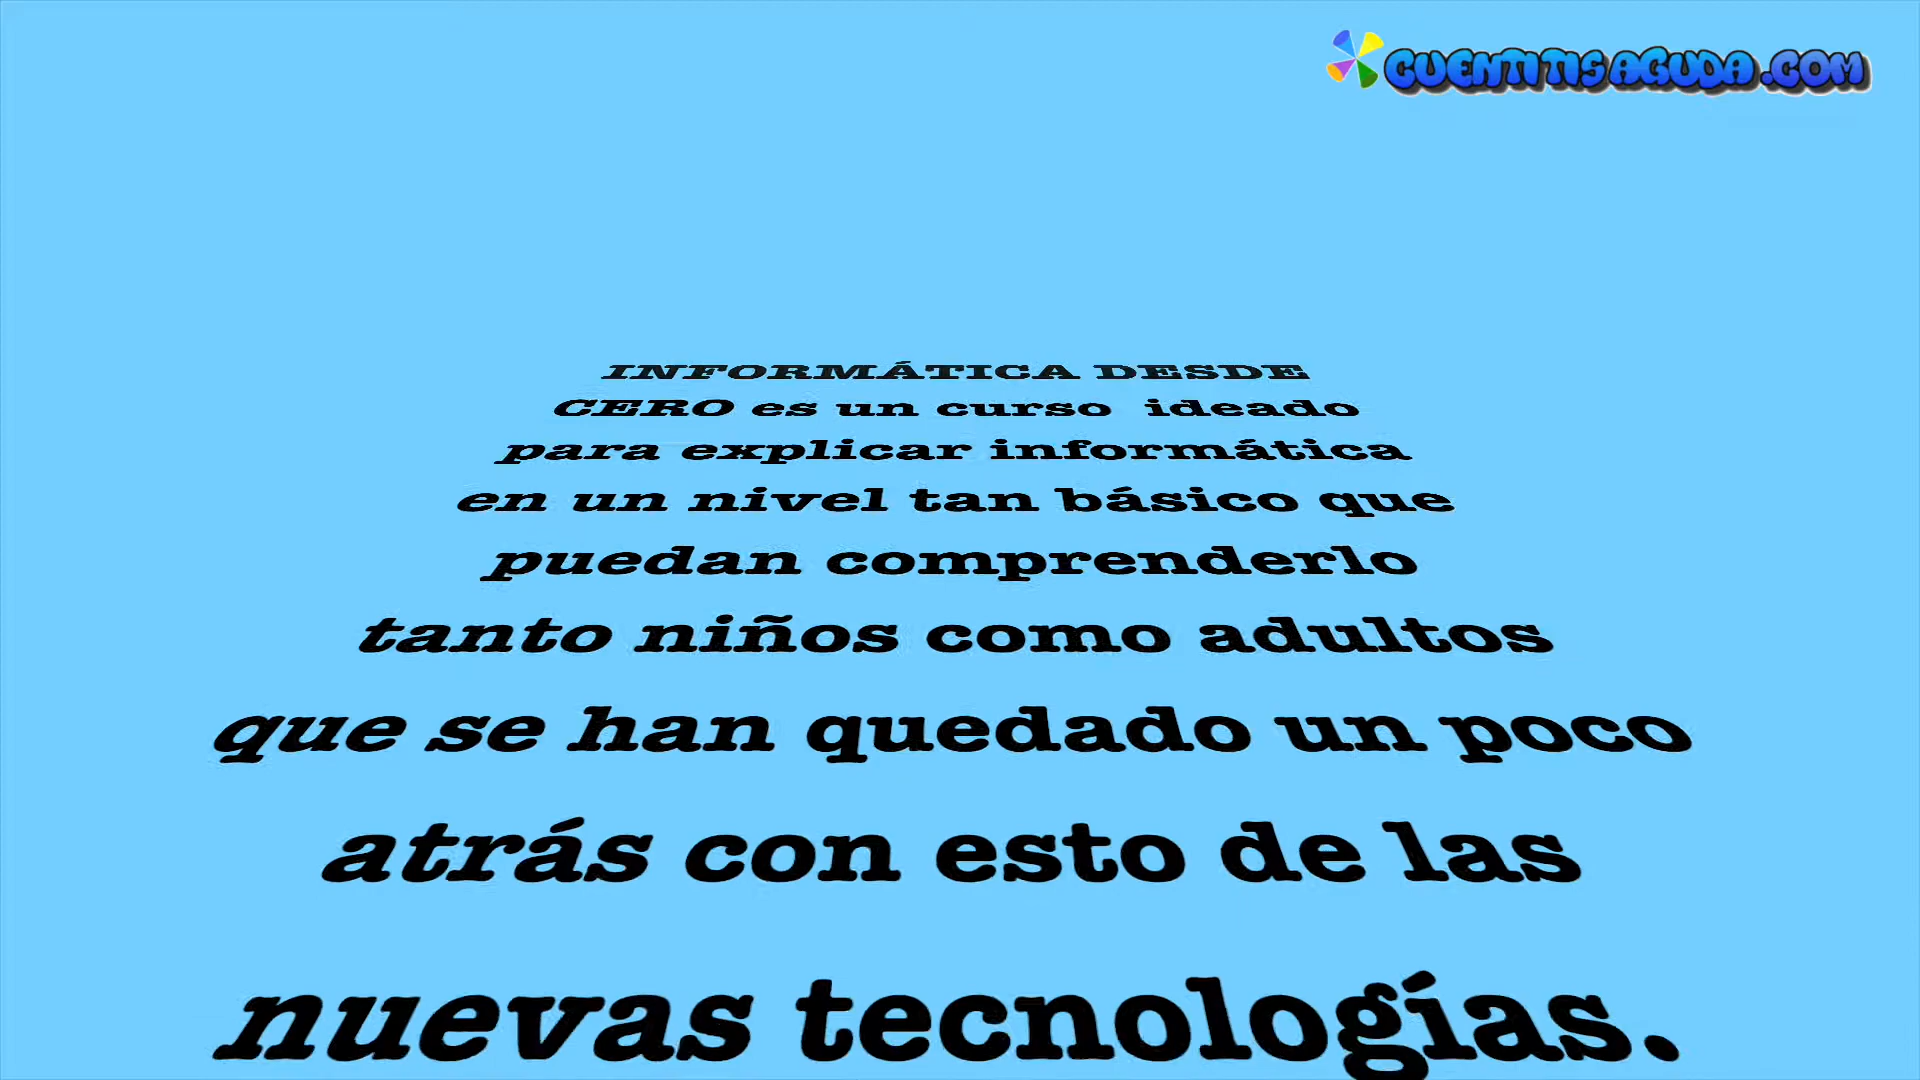 CUENTITISAGUDA.COM
INFORMÁTICA DESDE
CERO es un curso ideado
para explicar informática
en un nivel tan básico que
puedan comprenderlo
tanto niños como adultos
que se han quedado un poco
atrás con esto de las
nuevas tecnologías.